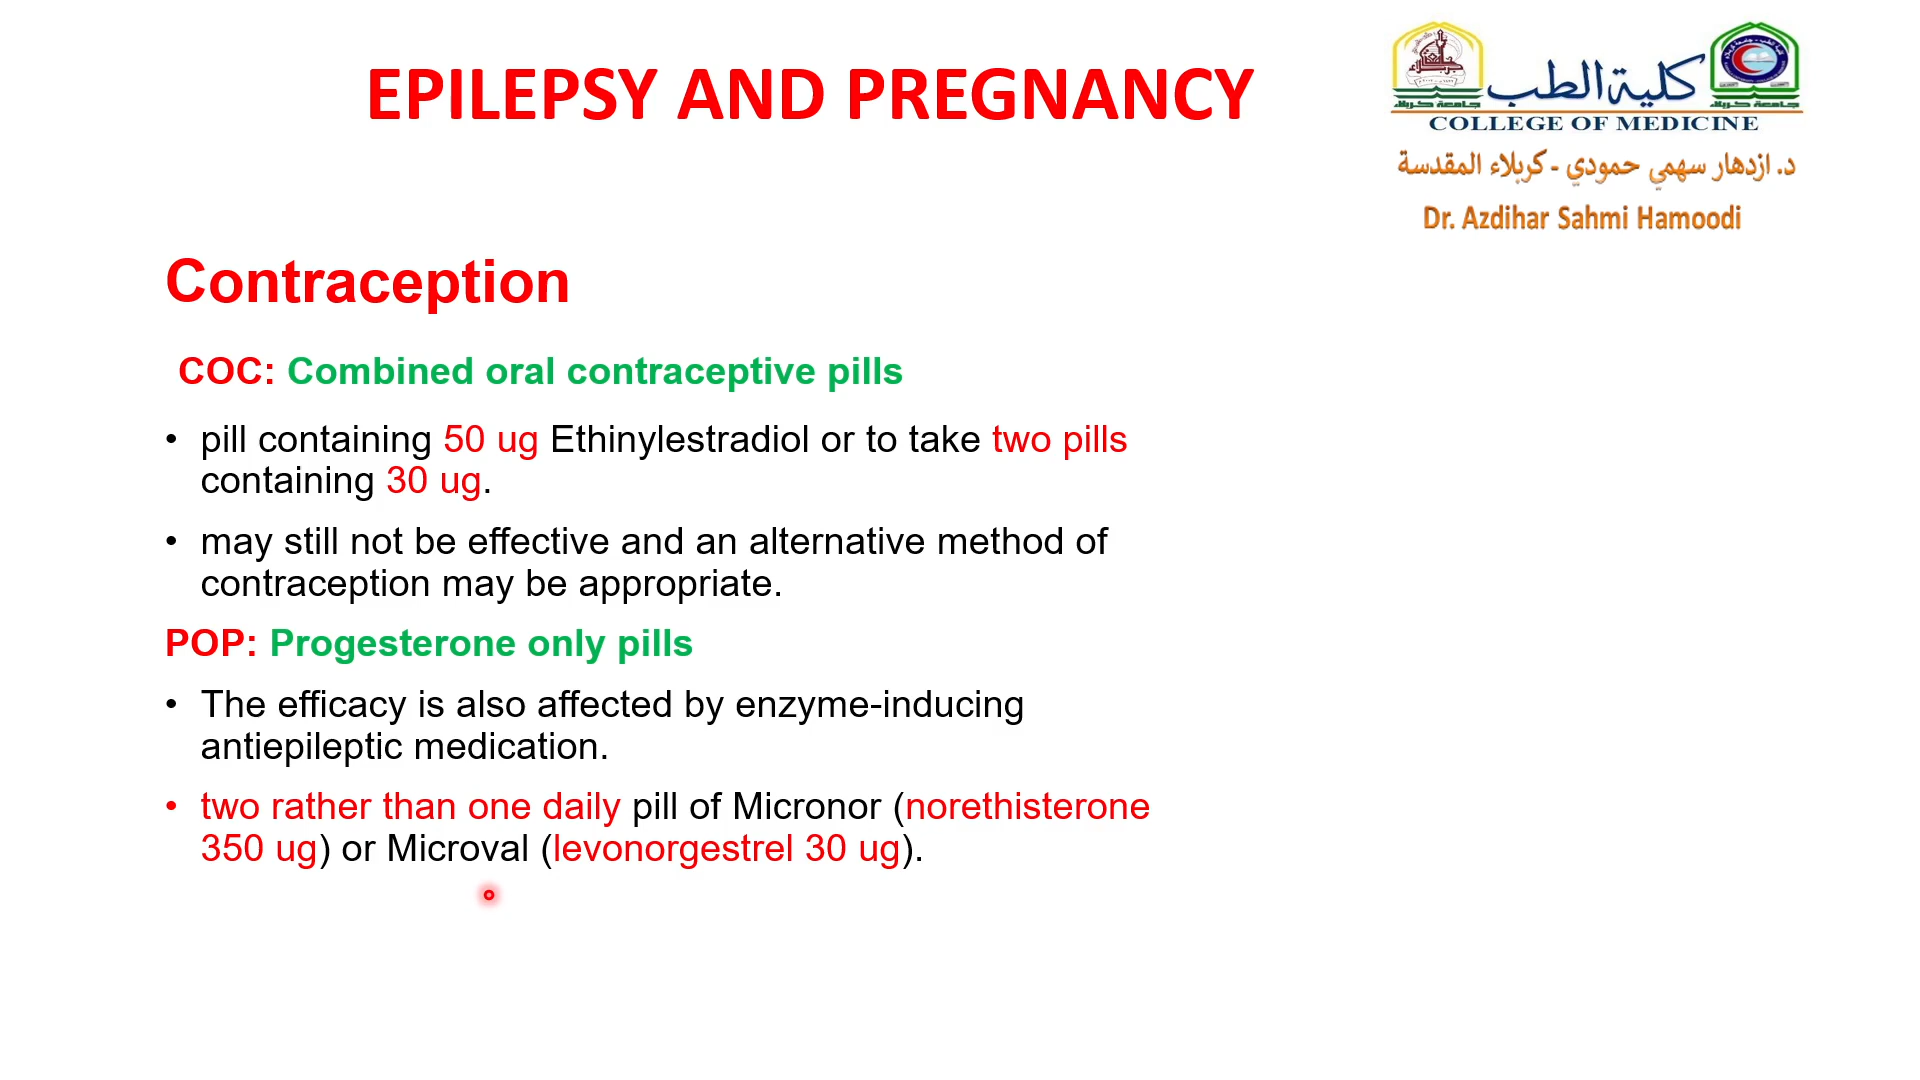 EPILEPSY AND PREGNANCY
كلية الطب
COLLEGE OF MEDICINE
د. ازدهار سهمي حمودي - كربلاء المقدسة
Dr. Azdihar Sahmi Hamoodi
Contraception
COC: Combined oral contraceptive pills
• pill containing 50 ug Ethinylestradiol or to take two pills
containing 30 ug.
• may still not be effective and an alternative method of
contraception may be appropriate.
POP: Progesterone only pills
• The efficacy is also affected by enzyme-inducing
antiepileptic medication.
• two rather than one daily pill of Micronor (norethisterone
350 ug) or Microval (levonorgestrel 30 ug).